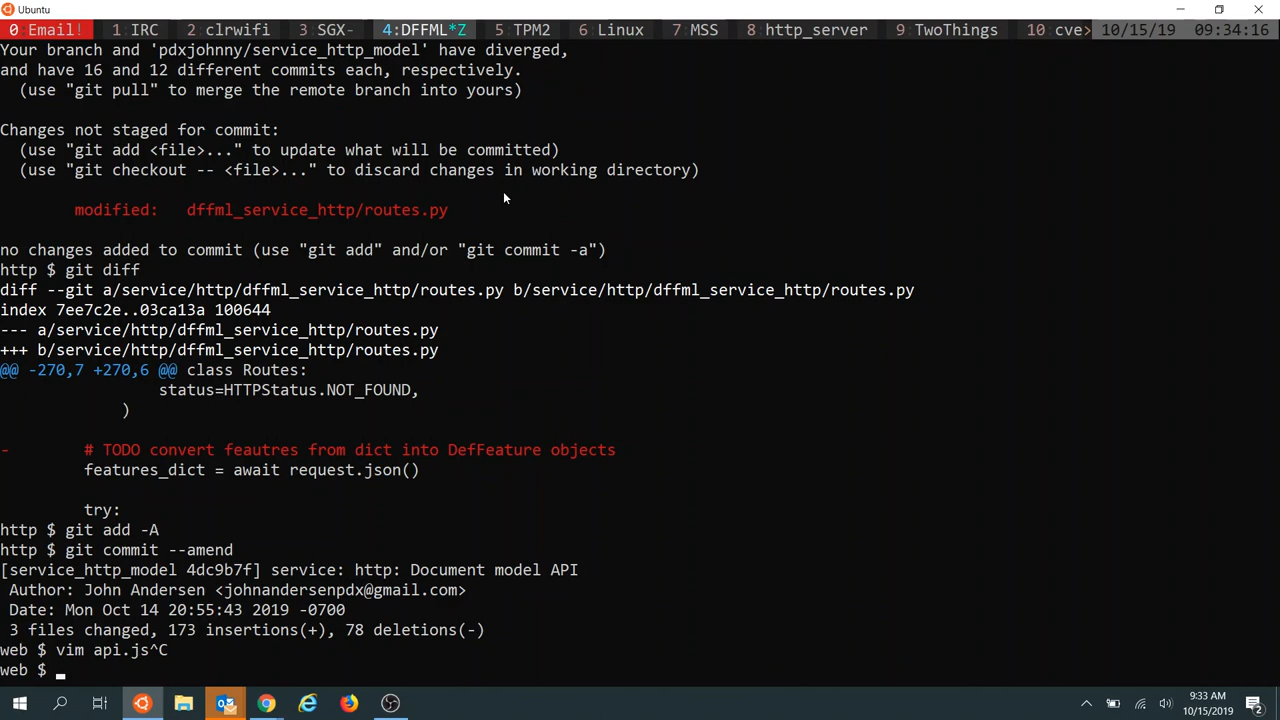 Ubuntu
0 Email! 1 IRC 2 clrwifi 3 SGX- 4:DFFML*Z 5 TPM2 6 Linux 7 MSS 8 http_server 9 TwoThings 10 cve> 10/15/19 09:34:16
Your branch and 'pdxjohnny/service_http_model' have diverged,
and have 16 and 12 different commits each, respectively.
  (use "git pull" to merge the remote branch into yours)
Changes not staged for commit:
  (use "git add <file>..." to update what will be committed)
  (use "git checkout -- <file>..." to discard changes in working directory)
        modified:   dffml_service_http/routes.py
no changes added to commit (use "git add" and/or "git commit -a")
http $ git diff
diff --git a/service/http/dffml_service_http/routes.py b/service/http/dffml_service_http/routes.py
index 7ee7c2e..03ca13a 100644
--- a/service/http/dffml_service_http/routes.py
+++ b/service/http/dffml_service_http/routes.py
@@ -270,7 +270,6 @@ class Routes:
                 status=HTTPStatus.NOT_FOUND,
             )
-        # TODO convert feautres from dict into DefFeature objects
         features_dict = await request.json()
         try:
http $ git add -A
http $ git commit --amend
[service_http_model 4dc9b7f] service: http: Document model API
 Author: John Andersen <johnandersenpdx@gmail.com>
 Date: Mon Oct 14 20:55:43 2019 -0700
 3 files changed, 173 insertions(+), 78 deletions(-)
web $ vim api.js^C
web $
9:33 AM
10/15/2019
2